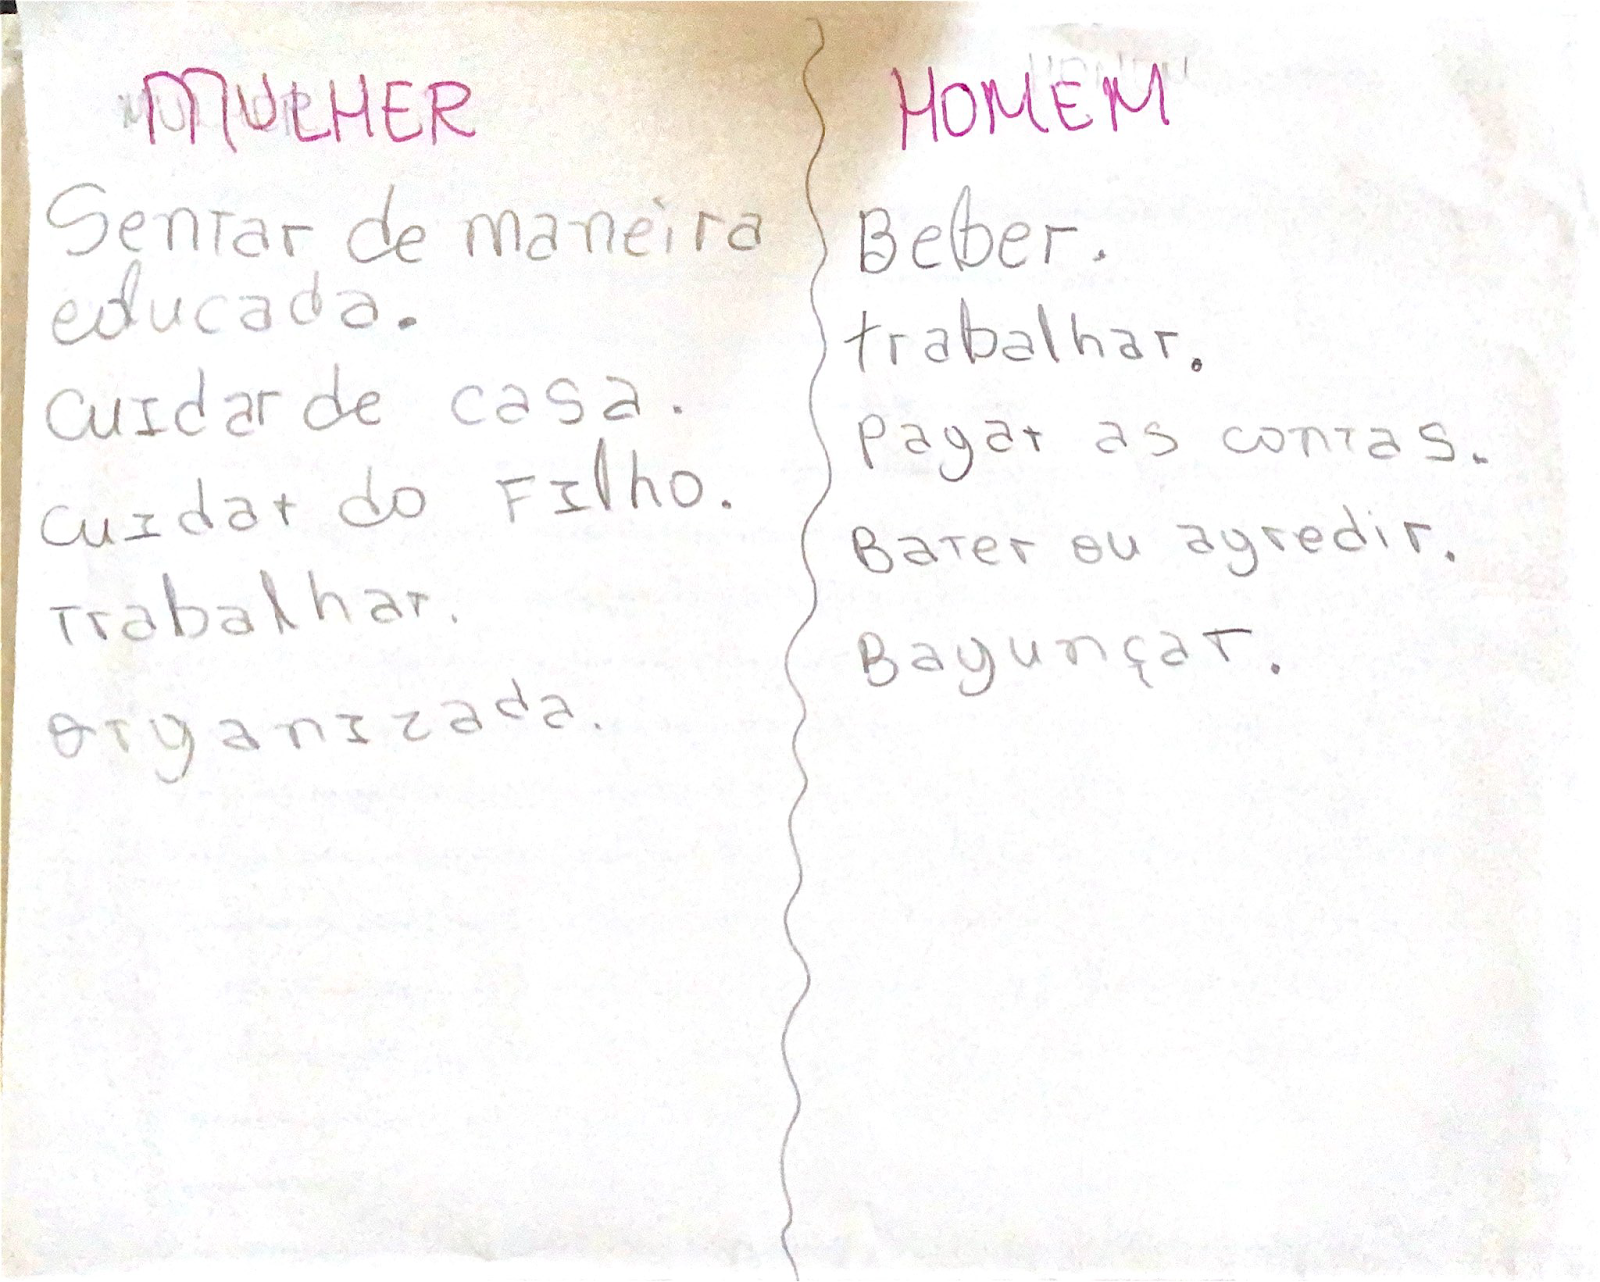 MULHER
Sentar de maneira
educada.
cuidar de casa.
cuidar do Filho.
Trabalhar.
organizada.
HOMEM
Beber.
trabalhar.
Pagar as contas.
Bater ou agredir.
Bagunçar.